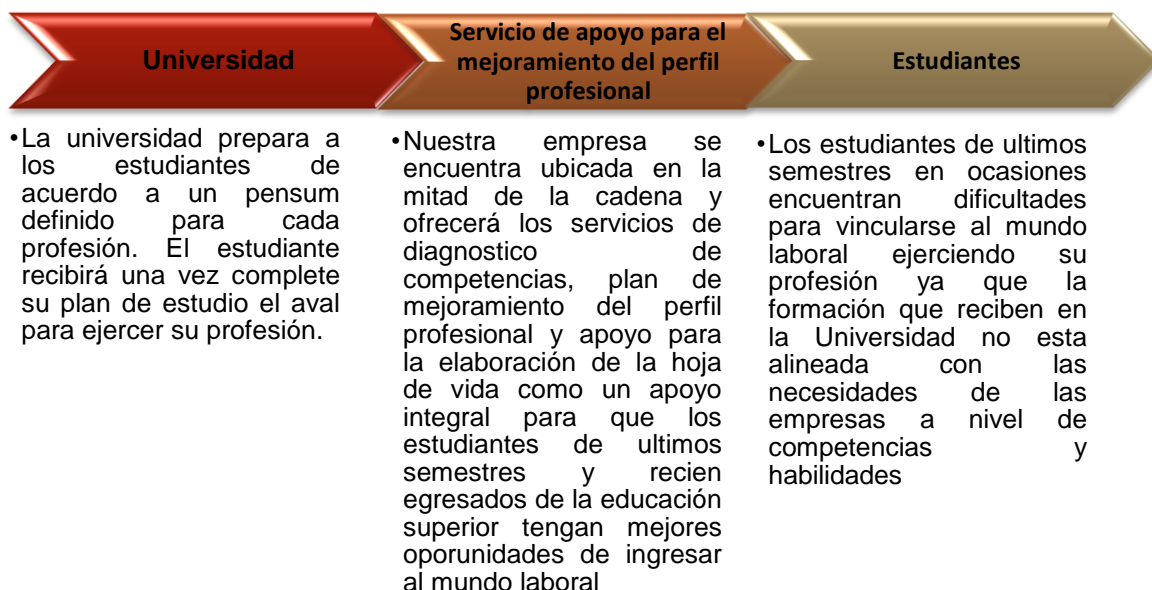 Universidad
Servicio de apoyo para el
mejoramiento del perfil
profesional
Estudiantes
•La universidad prepara a
los estudiantes de
acuerdo a un pensum
definido para cada
profesión. El estudiante
recibirá una vez complete
su plan de estudio el aval
para ejercer su profesión.
•Nuestra empresa se
encuentra ubicada en la
mitad de la cadena y
ofrecerá los servicios de
diagnostico de
competencias, plan de
mejoramiento del perfil
profesional y apoyo para
la elaboración de la hoja
de vida como un apoyo
integral para que los
estudiantes de ultimos
semestres y recien
egresados de la educación
superior tengan mejores
oporunidades de ingresar
al mundo laboral
•Los estudiantes de ultimos
semestres en ocasiones
encuentran dificultades
para vincularse al mundo
laboral ejerciendo su
profesión ya que la
formación que reciben en
la Universidad no esta
alineada con las
necesidades de las
empresas a nivel de
competencias y
habilidades